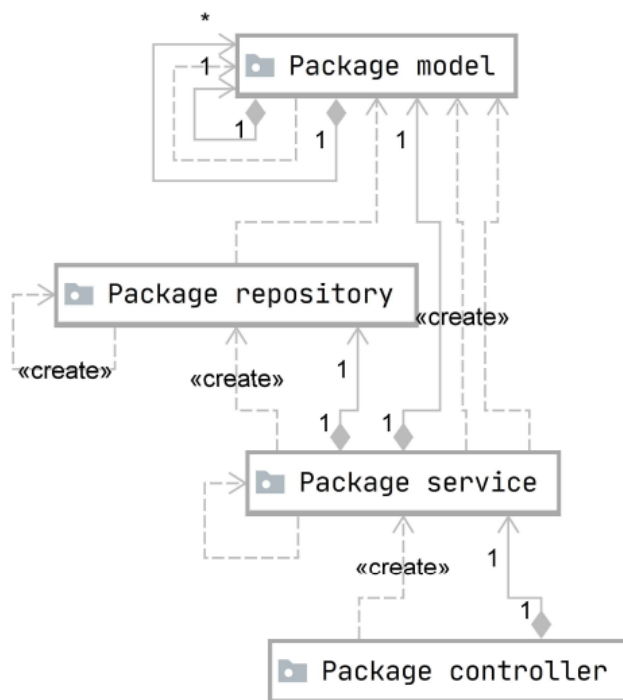 *
1
Package model
1
1
1
Package repository
«create»
«create»
«create»
1
1
1
Package service
«create»
1
1
Package controller